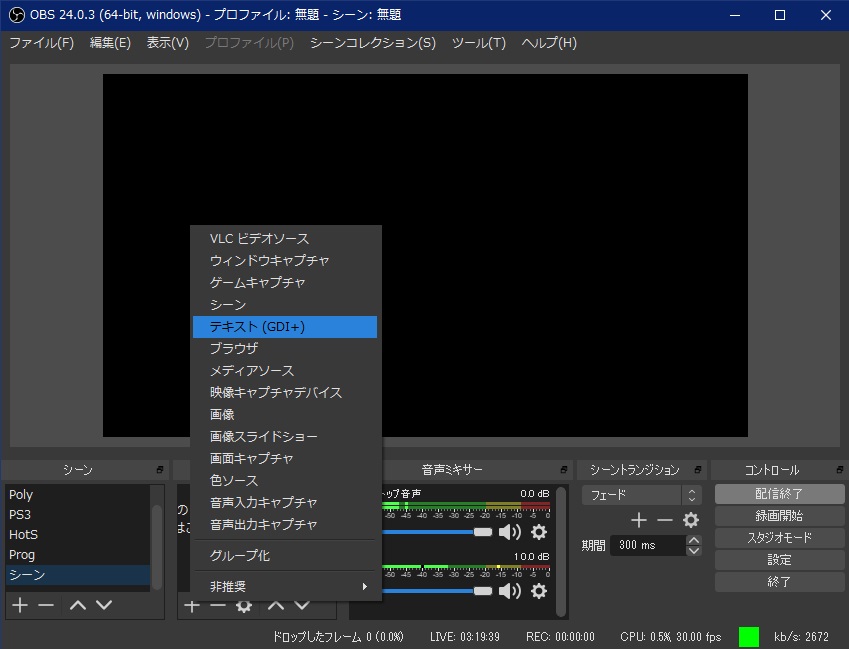 OBS 24.0.3 (64-bit, windows) - プロファイル: 無題 - シーン: 無題
ファイル(F) 編集(E) 表示(V) プロファイル(P) シーンコレクション(S) ツール(T) ヘルプ(H)
VLC ビデオソース
ウィンドウキャプチャ
ゲームキャプチャ
シーン
テキスト (GDI+)
ブラウザ
メディアソース
映像キャプチャデバイス
画像
画像スライドショー
画面キャプチャ
色ソース
音声入力キャプチャ
音声出力キャプチャ
グループ化
非推奨
シーン
Poly
PS3
HotS
Prog
シーン
の
はこ
音声ミキサー
トップ音声 0.0 dB
-50 -45 -40 -35 -30 -25 -20 -15 -10 -5 0
10.0 dB
-50 -45 -40 -35 -30 -25 -20 -15 -10 -5 0
シーントランジション
フェード
期間 300 ms
コントロール
配信終了
録画開始
スタジオモード
設定
終了
ドロップしたフレーム 0 (0.0%) LIVE: 03:19:39 REC: 00:00:00 CPU: 0.5%, 30.00 fps kb/s: 2672